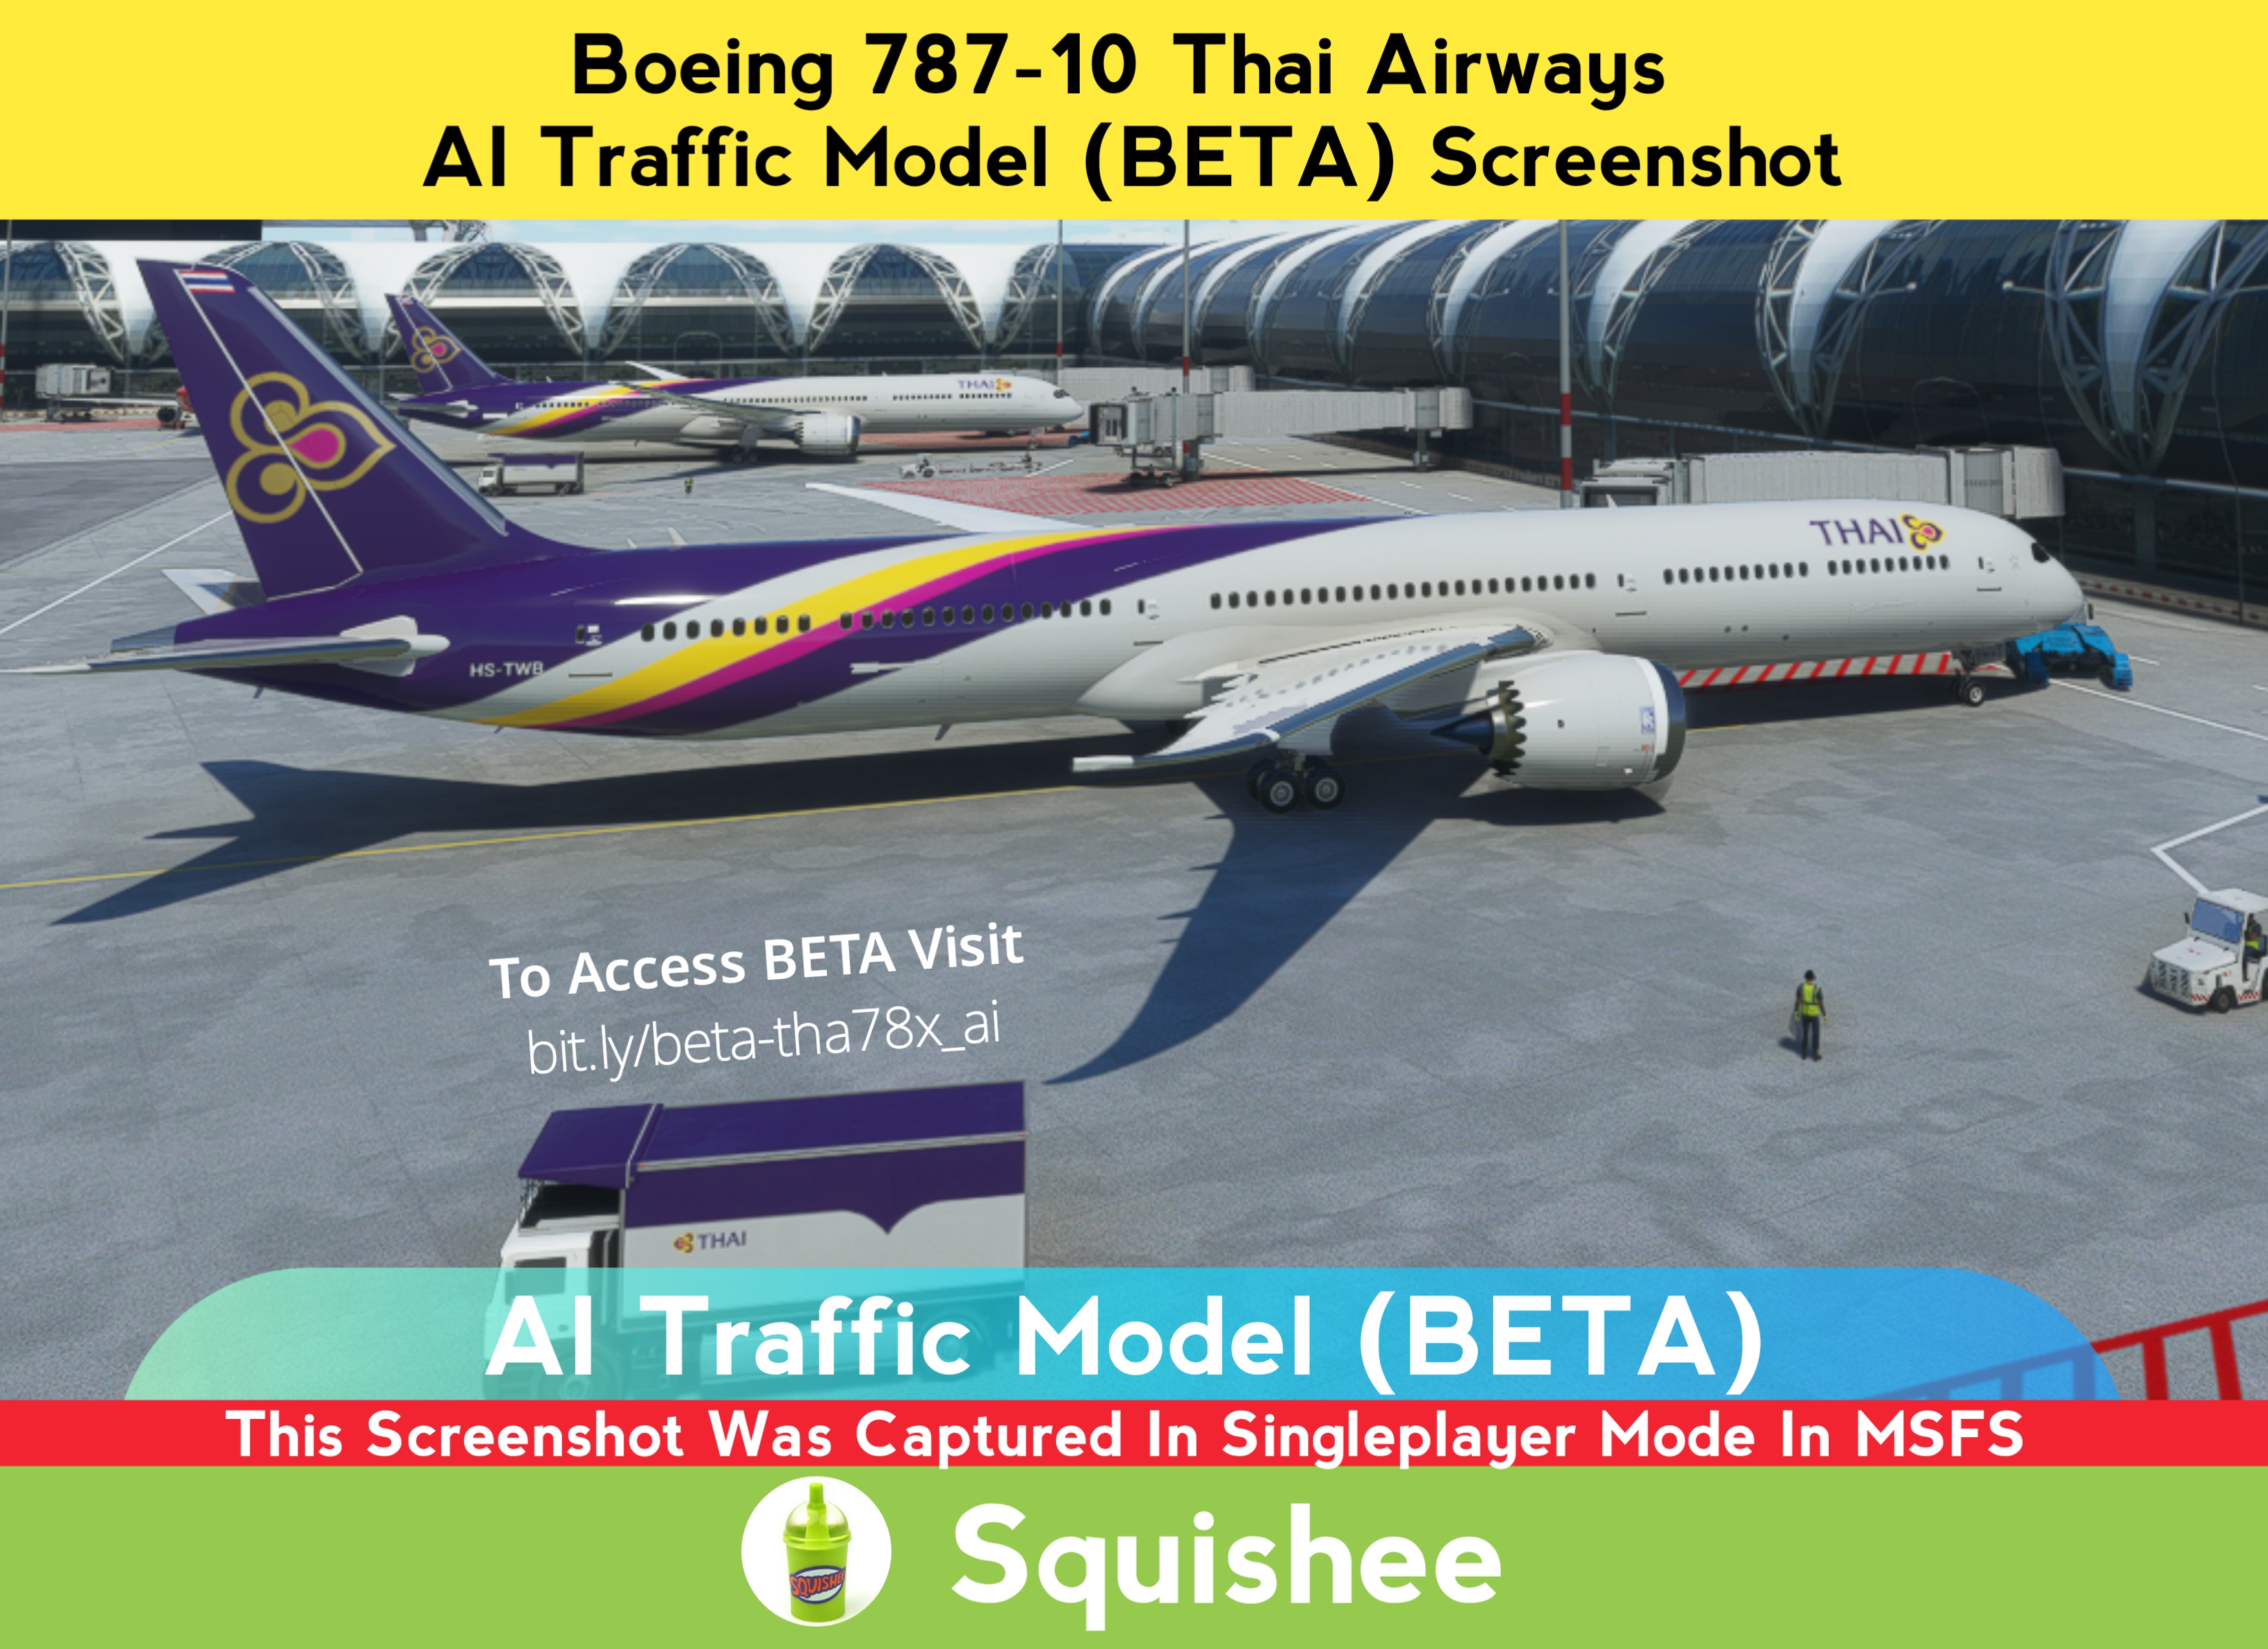 Boeing 787-10 Thai Airways
AI Traffic Model (BETA) Screenshot
THAI
THAI
HS-TWB
To Access BETA Visit
bit.ly/beta-tha78x_ai
THAI
AI Traffic Model (BETA)
This Screenshot Was Captured In Singleplayer Mode In MSFS
SQUISHEE
Squishee